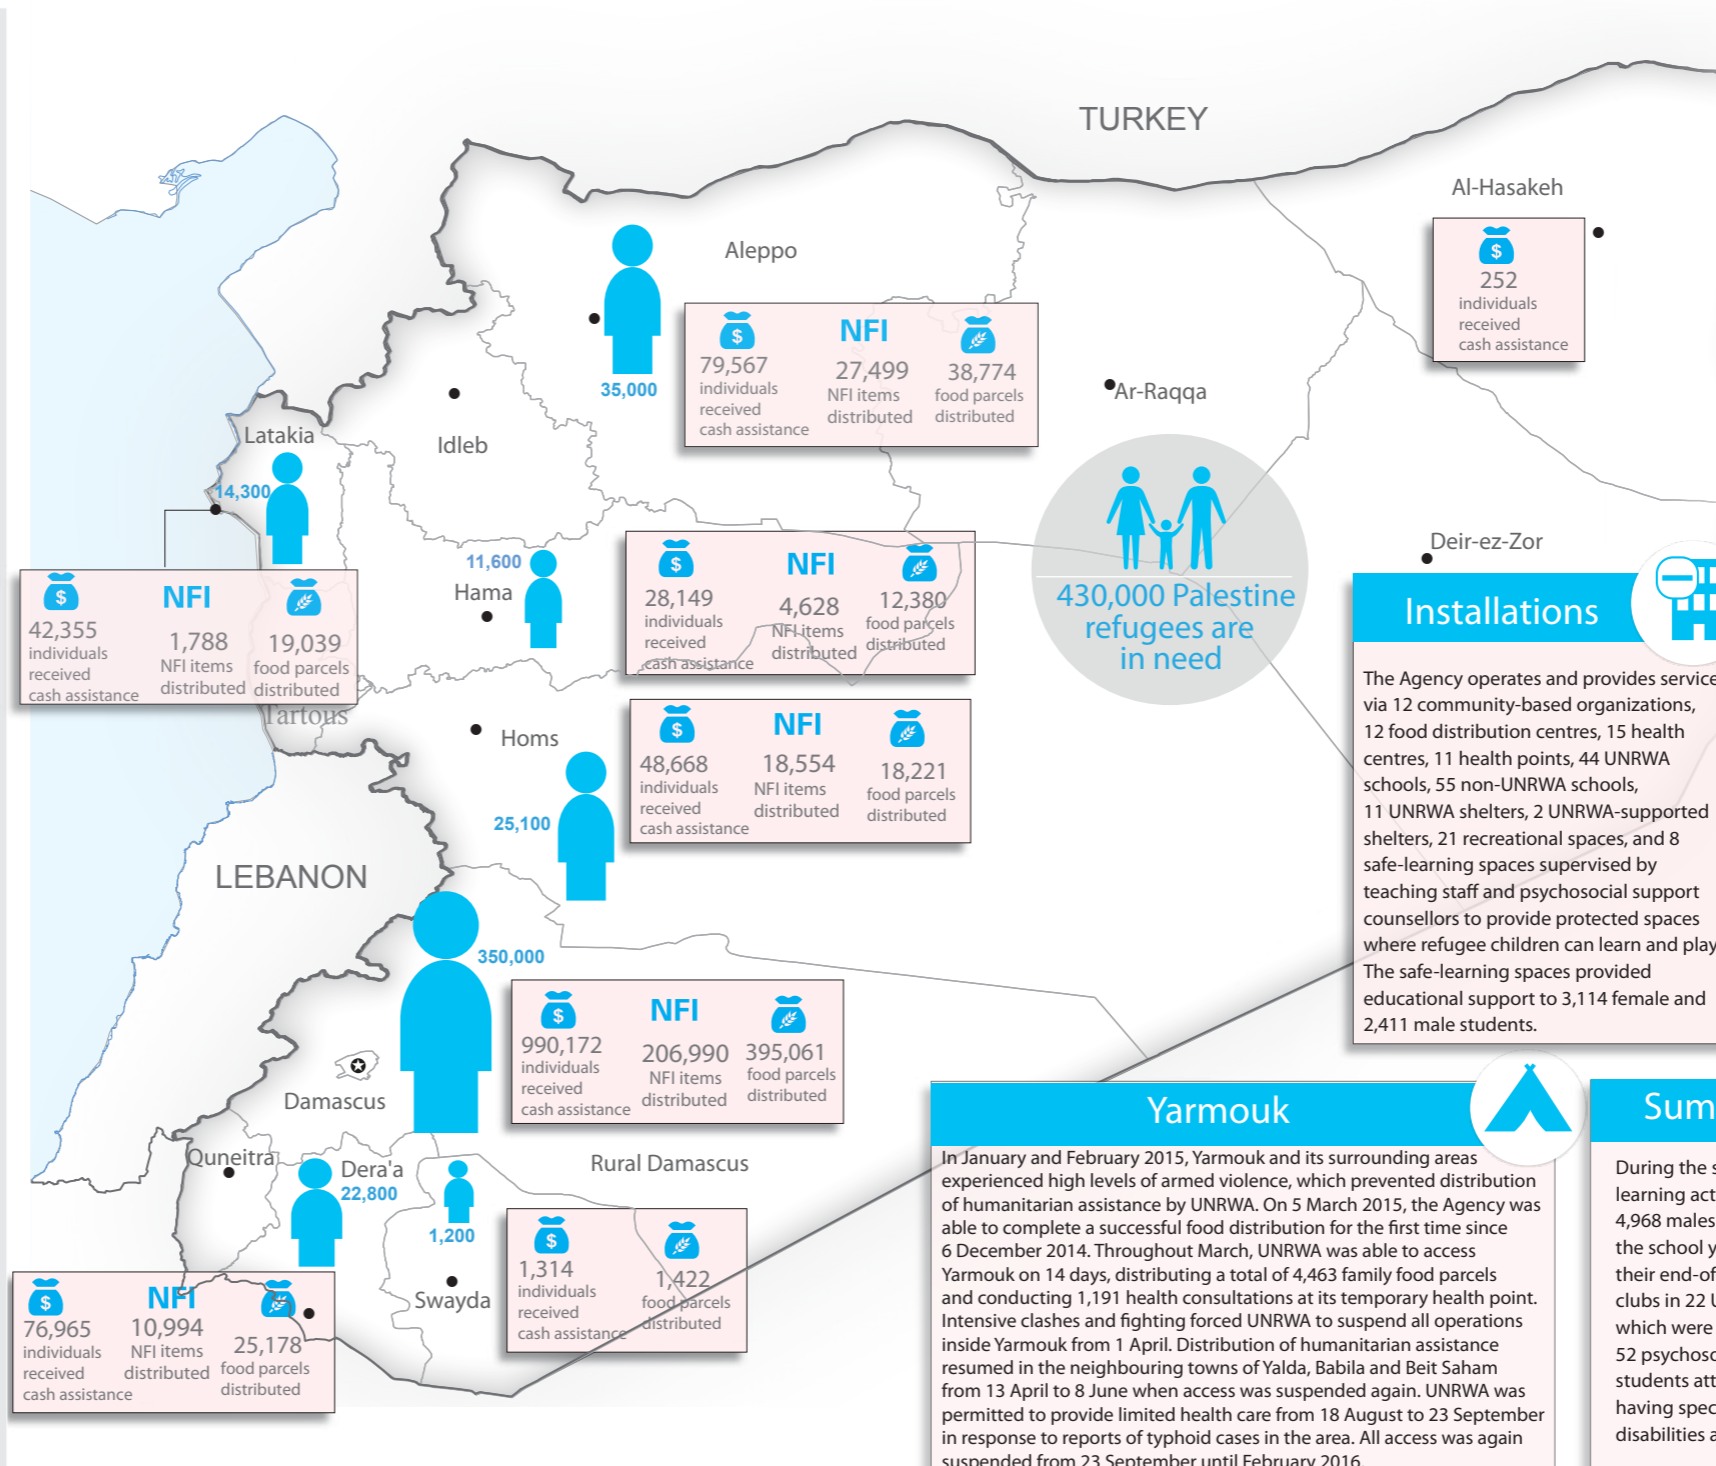 TURKEY
Al-Hasakeh
$
252
individuals
received
cash assistance
Aleppo
35,000
$
79,567
individuals
received
cash assistance
NFI
27,499
NFI items
distributed
38,774
food parcels
distributed
Ar-Raqqa
Idleb
Latakia
14,300
$
42,355
individuals
received
cash assistance
NFI
1,788
NFI items
distributed
19,039
food parcels
distributed
Tartous
11,600
Hama
$
28,149
individuals
received
cash assistance
NFI
4,628
NFI items
distributed
12,380
food parcels
distributed
430,000 Palestine
refugees are
in need
Deir-ez-Zor
Homs
25,100
$
48,668
individuals
received
cash assistance
NFI
18,554
NFI items
distributed
18,221
food parcels
distributed
LEBANON
350,000
$
990,172
individuals
received
cash assistance
NFI
206,990
NFI items
distributed
395,061
food parcels
distributed
Damascus
Rural Damascus
Quneitra
Dera'a
22,800
1,200
Swayda
$
1,314
individuals
received
cash assistance
1,422
food parcels
distributed
$
76,965
individuals
received
cash assistance
NFI
10,994
NFI items
distributed
25,178
food parcels
distributed
Installations
The Agency operates and provides service
via 12 community-based organizations,
12 food distribution centres, 15 health
centres, 11 health points, 44 UNRWA
schools, 55 non-UNRWA schools,
11 UNRWA shelters, 2 UNRWA-supported
shelters, 21 recreational spaces, and 8
safe-learning spaces supervised by
teaching staff and psychosocial support
counsellors to provide protected spaces
where refugee children can learn and play
The safe-learning spaces provided
educational support to 3,114 female and
2,411 male students.
Yarmouk
In January and February 2015, Yarmouk and its surrounding areas
experienced high levels of armed violence, which prevented distribution
of humanitarian assistance by UNRWA. On 5 March 2015, the Agency was
able to complete a successful food distribution for the first time since
6 December 2014. Throughout March, UNRWA was able to access
Yarmouk on 14 days, distributing a total of 4,463 family food parcels
and conducting 1,191 health consultations at its temporary health point.
Intensive clashes and fighting forced UNRWA to suspend all operations
inside Yarmouk from 1 April. Distribution of humanitarian assistance
resumed in the neighbouring towns of Yalda, Babila and Beit Saham
from 13 April to 8 June when access was suspended again. UNRWA was
permitted to provide limited health care from 18 August to 23 September
in response to reports of typhoid cases in the area. All access was again
suspended from 23 September until February 2016.
Sum
During the s
learning act
4,968 males
the school y
their end-of
clubs in 22 U
which were
52 psychoso
students att
having spec
disabilities a